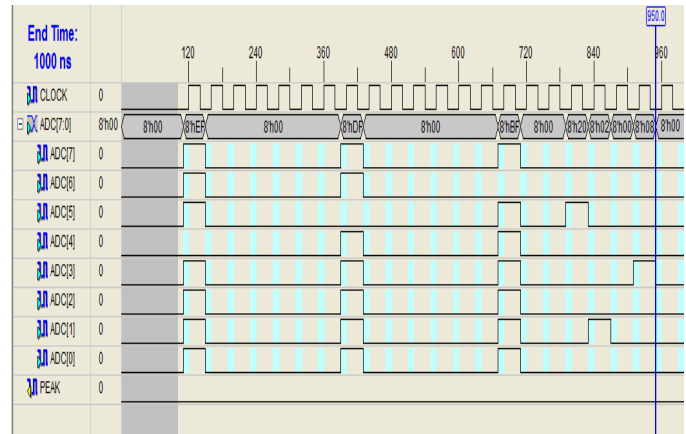 950.0
End Time:
1000 ns
120 240 360 480 600 720 840 960
CLOCK 0
ADC[7:0] 8'h00 8'h00 8'hEF 8'h00 8'hDF 8'h00 8'hBF 8'h00 8'h20 8'h02 8'h00 8'h08 8'h00
ADC[7] 0
ADC[6] 0
ADC[5] 0
ADC[4] 0
ADC[3] 0
ADC[2] 0
ADC[1] 0
ADC[0] 0
PEAK 0